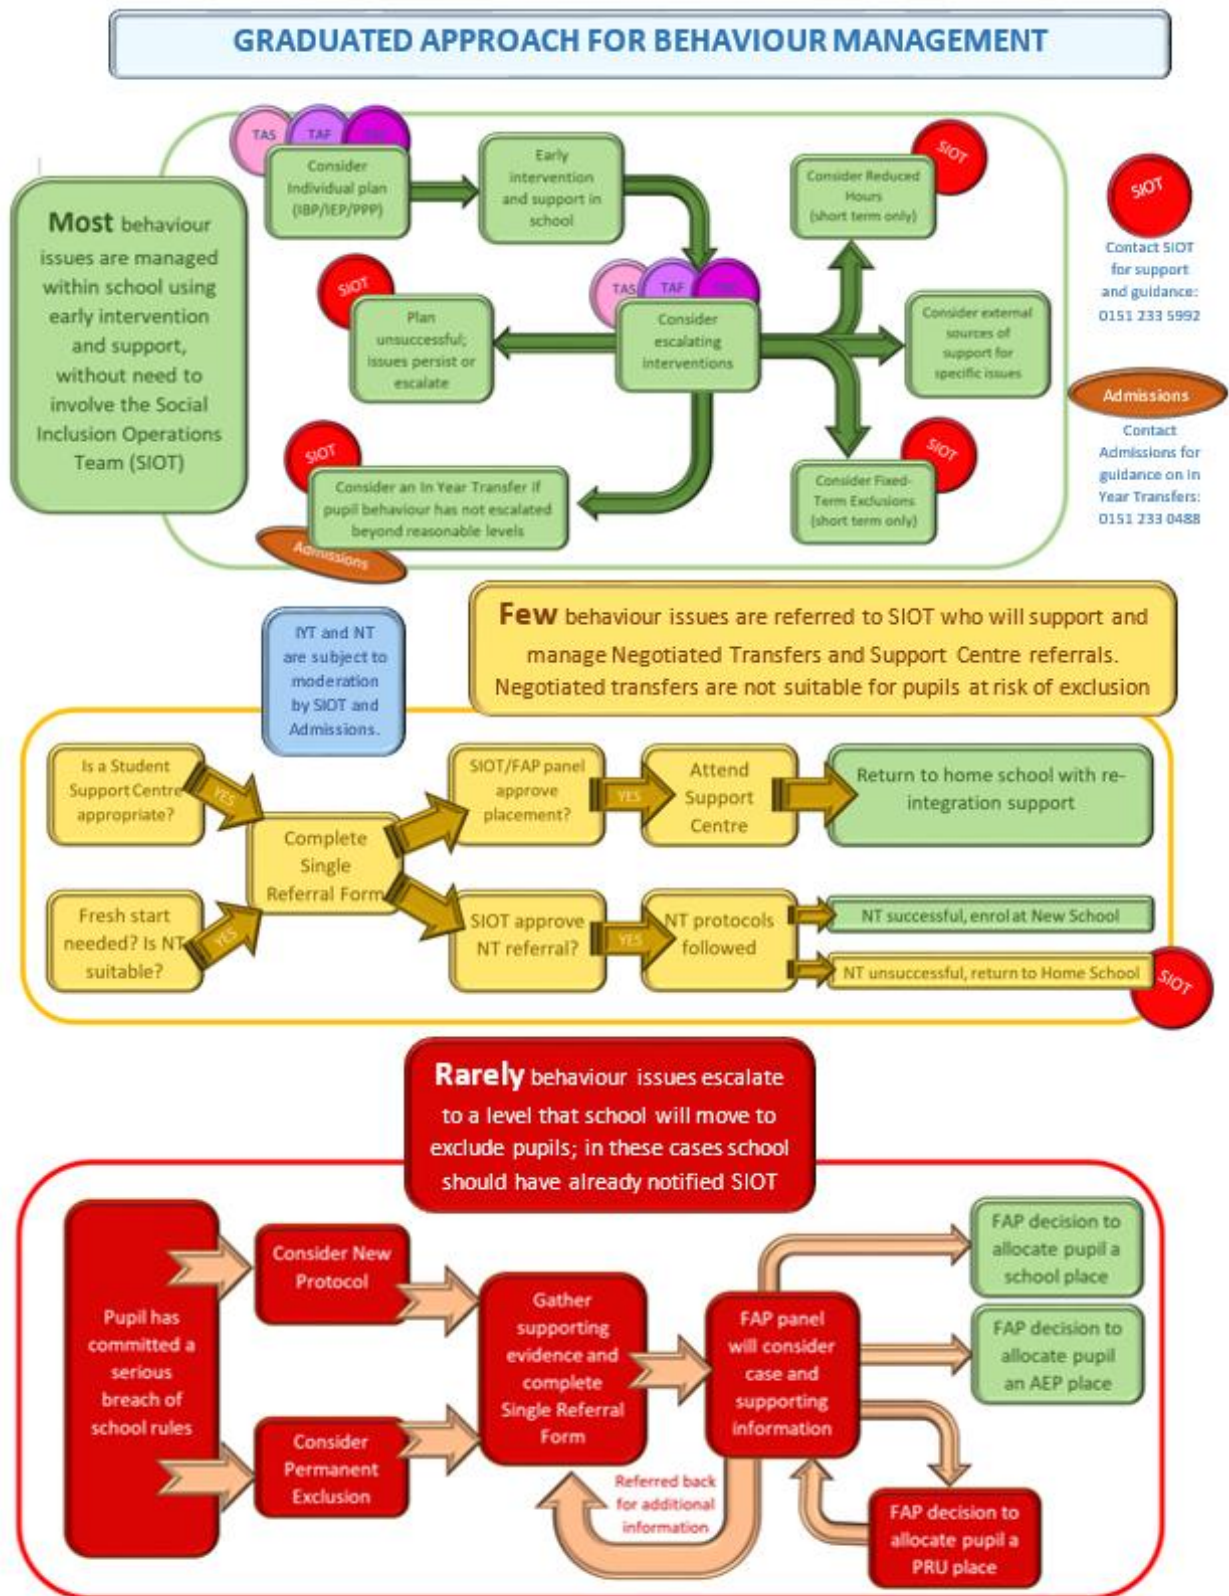 GRADUATED APPROACH FOR BEHAVIOUR MANAGEMENT
Most behaviour
issues are managed
within school using
early intervention
and support,
without need to
involve the Social
Inclusion Operations
Team (SIOT)
TAS
TAF
Consider
Individual plan
(IBP/IEP/PPP)
Early
intervention
and support in
school
SIOT
Consider Reduced
Hours
(short term only)
SIOT
Contact SIOT
for support
and guidance:
0151 233 5992
SIOT
Plan
unsuccessful;
issues persist or
escalate
TAS
TAF
Consider
escalating
interventions
Consider external
sources of
support for
specific issues
Admissions
Contact
Admissions for
guidance on In
Year Transfers:
0151 233 0488
SIOT
Consider an In Year Transfer if
pupil behaviour has not escalated
beyond reasonable levels
Admissions
SIOT
Consider Fixed-
Term Exclusions
(short term only)
IYT and NT
are subject to
moderation
by SIOT and
Admissions.
Few behaviour issues are referred to SIOT who will support and
manage Negotiated Transfers and Support Centre referrals.
Negotiated transfers are not suitable for pupils at risk of exclusion
Is a Student
Support Centre
appropriate?
YES
Fresh start
needed? Is NT
suitable?
YES
Complete
Single
Referral Form
SIOT/FAP panel
approve
placement?
YES
Attend
Support
Centre
Return to home school with re-
integration support
SIOT approve
NT referral?
YES
NT protocols
followed
NT successful, enrol at New School
NT unsuccessful, return to Home School
SIOT
Rarely behaviour issues escalate
to a level that school will move to
exclude pupils; in these cases school
should have already notified SIOT
Pupil has
committed a
serious
breach of
school rules
Consider New
Protocol
Consider
Permanent
Exclusion
Gather
supporting
evidence and
complete
Single Referral
Form
FAP panel
will consider
case and
supporting
information
Referred back
for additional
information
FAP decision to
allocate pupil a
school place
FAP decision to
allocate pupil
an AEP place
FAP decision to
allocate pupil a
PRU place